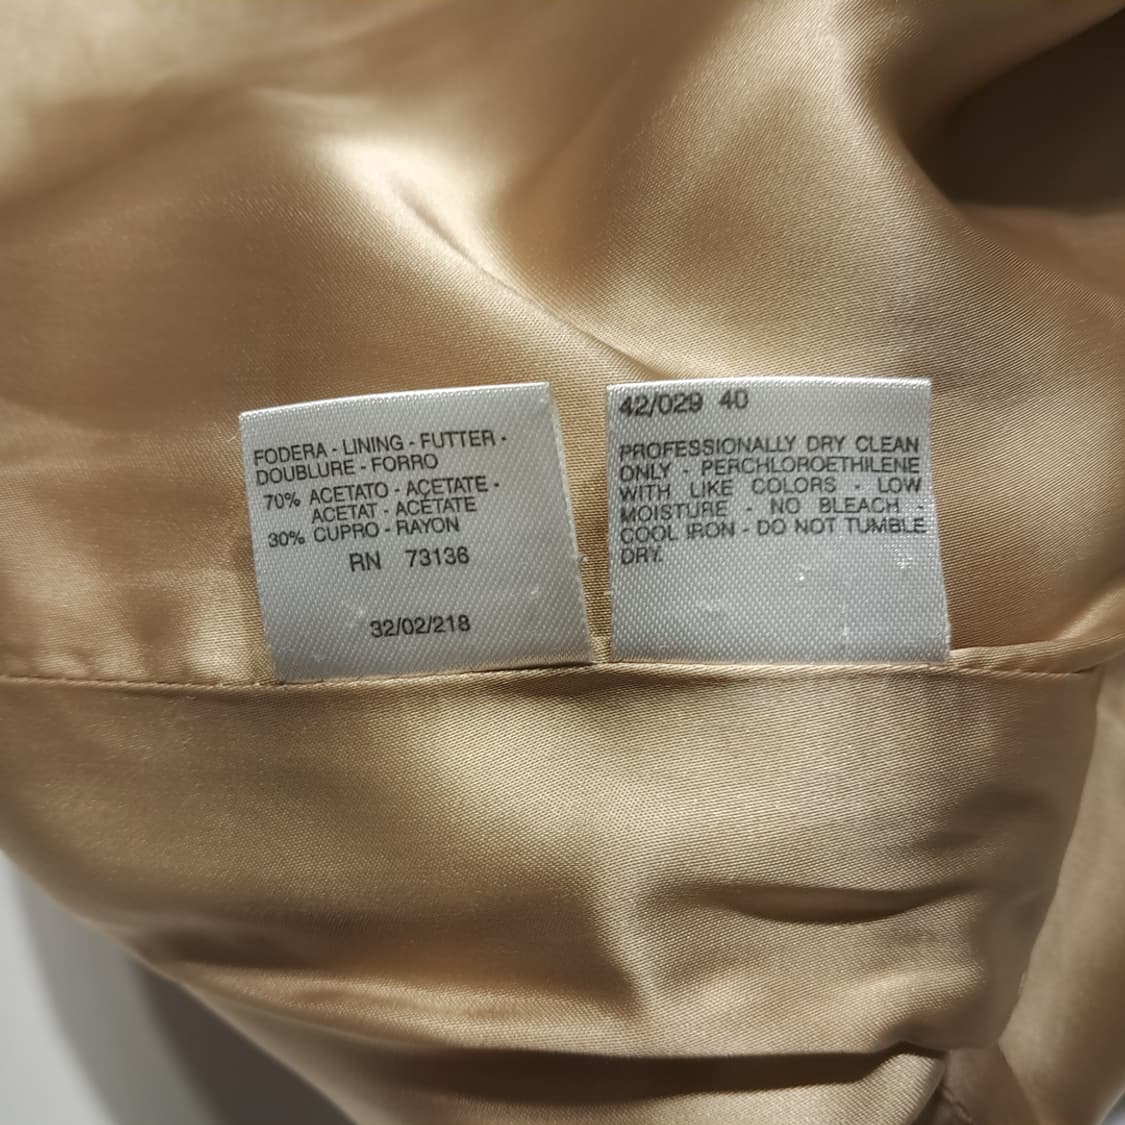 FODERA - LINING - FUTTER -
DOUBLURE - FORRO
70% ACETATO - ACETATE -
ACETAT - ACÉTATE
30% CUPRO - RAYON
RN 73136
32/02/218
42/029 40
PROFESSIONALLY DRY CLEAN
ONLY - PERCHLOROETHILENE
WITH LIKE COLORS - LOW
MOISTURE - NO BLEACH -
COOL IRON - DO NOT TUMBLE
DRY.